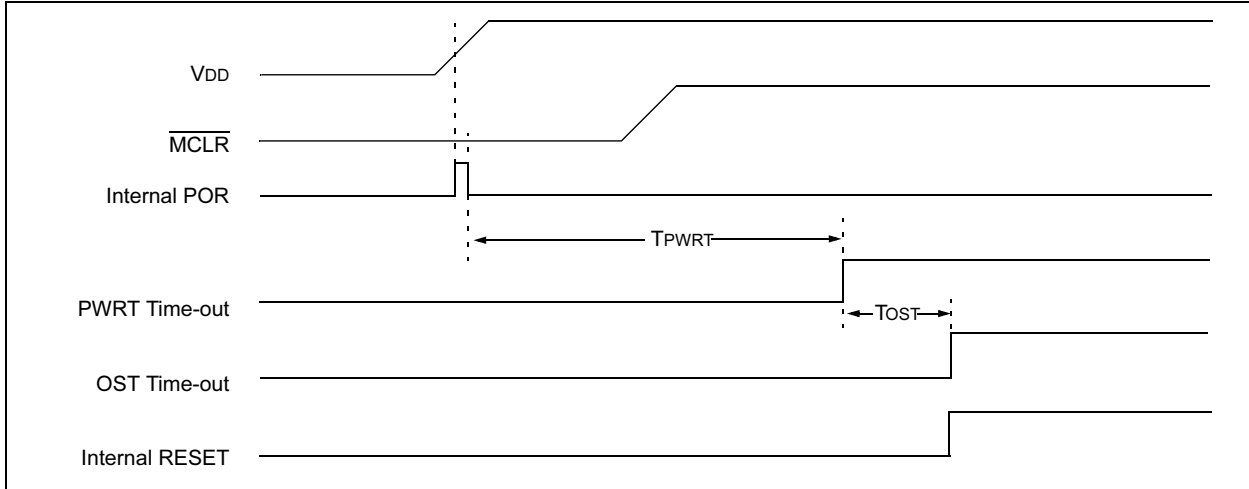 VDD
MCLR
Internal POR
TPWRT
PWRT Time-out
TOST
OST Time-out
Internal RESET